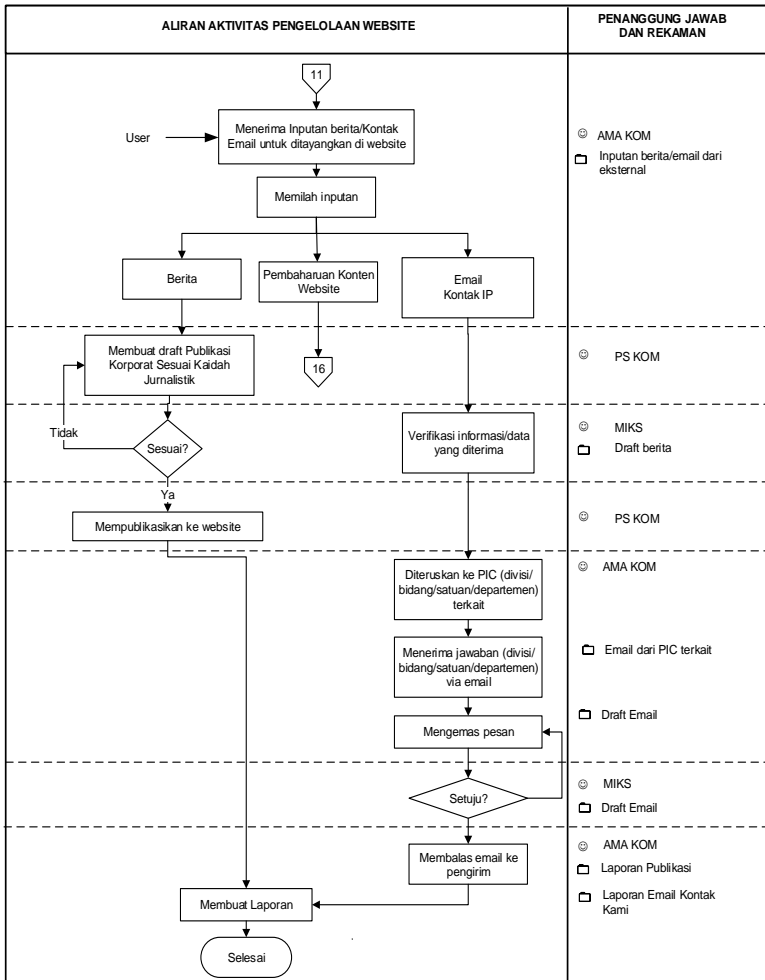 ALIRAN AKTIVITAS PENGELOLAAN WEBSITE
PENANGGUNG JAWAB
DAN REKAMAN
11
User
Menerima Inputan berita/Kontak
Email untuk ditayangkan di website
AMA KOM
Inputan berita/email dari
eksternal
Memilah inputan
Berita
Pembaharuan Konten
Website
Email
Kontak IP
Membuat draft Publikasi
Korporat Sesuai Kaidah
Jurnalistik
16
PS KOM
Tidak
Sesuai?
Verifikasi informasi/data
yang diterima
MIKS
Draft berita
Ya
Mempublikasikan ke website
PS KOM
Diteruskan ke PIC (divisi/
bidang/satuan/departemen)
terkait
AMA KOM
Menerima jawaban (divisi/
bidang/satuan/departemen)
via email
Email dari PIC terkait
Mengemas pesan
Draft Email
Setuju?
MIKS
Draft Email
Membalas email ke
pengirim
AMA KOM
Laporan Publikasi
Membuat Laporan
Laporan Email Kontak
Kami
Selesai